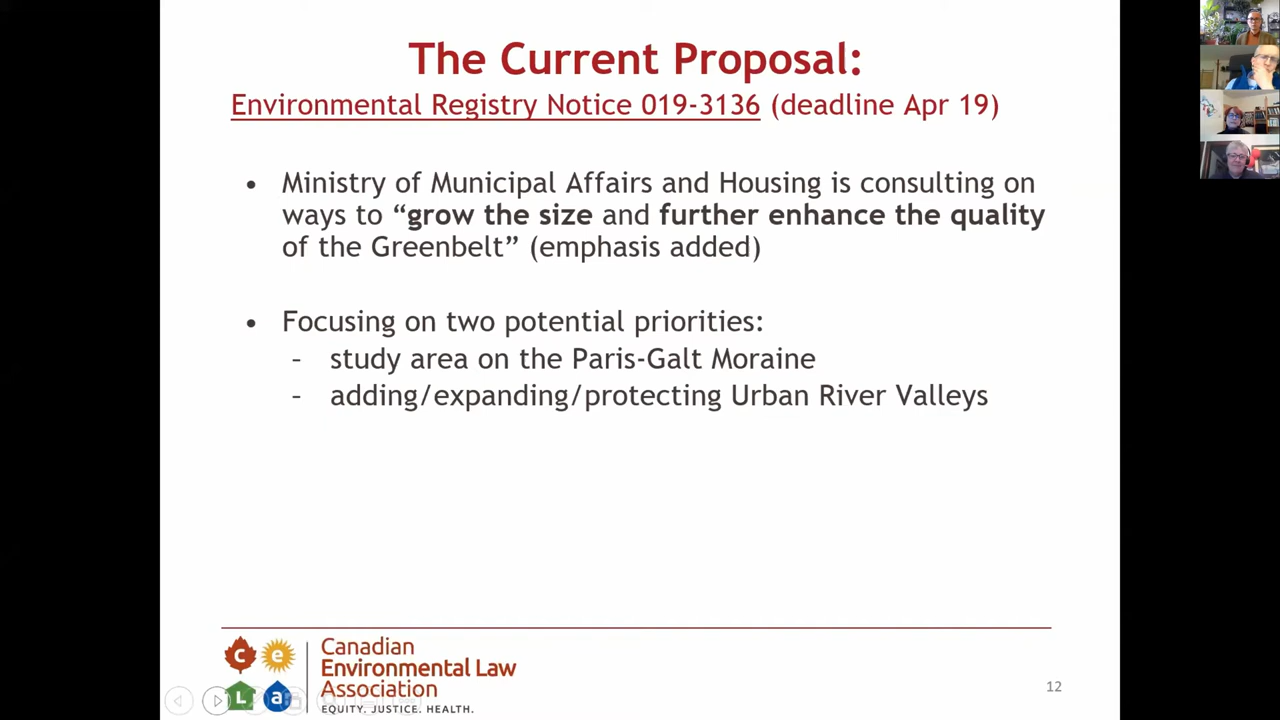 The Current Proposal:
Environmental Registry Notice 019-3136 (deadline Apr 19)
• Ministry of Municipal Affairs and Housing is consulting on
ways to “grow the size and further enhance the quality
of the Greenbelt” (emphasis added)
• Focusing on two potential priorities:
- study area on the Paris-Galt Moraine
- adding/expanding/protecting Urban River Valleys
c e L a
Canadian
Environmental Law
Association
EQUITY. JUSTICE. HEALTH.
12